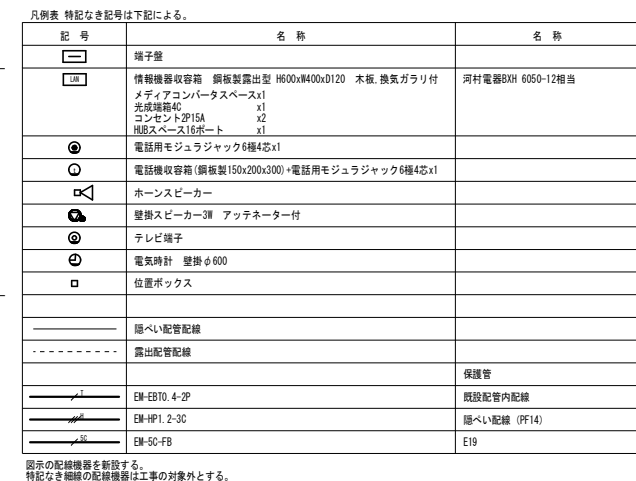 凡例表 特記なき記号は下記による。
記 号 名 称 名 称
端子盤
LAN 情報機器収容箱 鋼板製露出型 H600xW400xD120 木板,換気ガラリ付 河村電器BXH 6050-12相当
メディアコンバータスペースx1
光成端箱4C x1
コンセント2P15A x2
HUBスペース16ポート x1
電話用モジュラジャック6極4芯x1
電話機収容箱(鋼板製150x200x300)+電話用モジュラジャック6極4芯x1
ホーンスピーカー
壁掛スピーカー3W アッテネーター付
テレビ端子
電気時計 壁掛φ600
位置ボックス
隠ぺい配管配線
露出配管配線
保護管
T EM-EBT0.4-2P 既設配管内配線
H EM-HP1.2-3C 隠ぺい配線 (PF14)
5C EM-5C-FB E19
図示の配線機器を新設する。
特記なき細線の配線機器は工事の対象外とする。